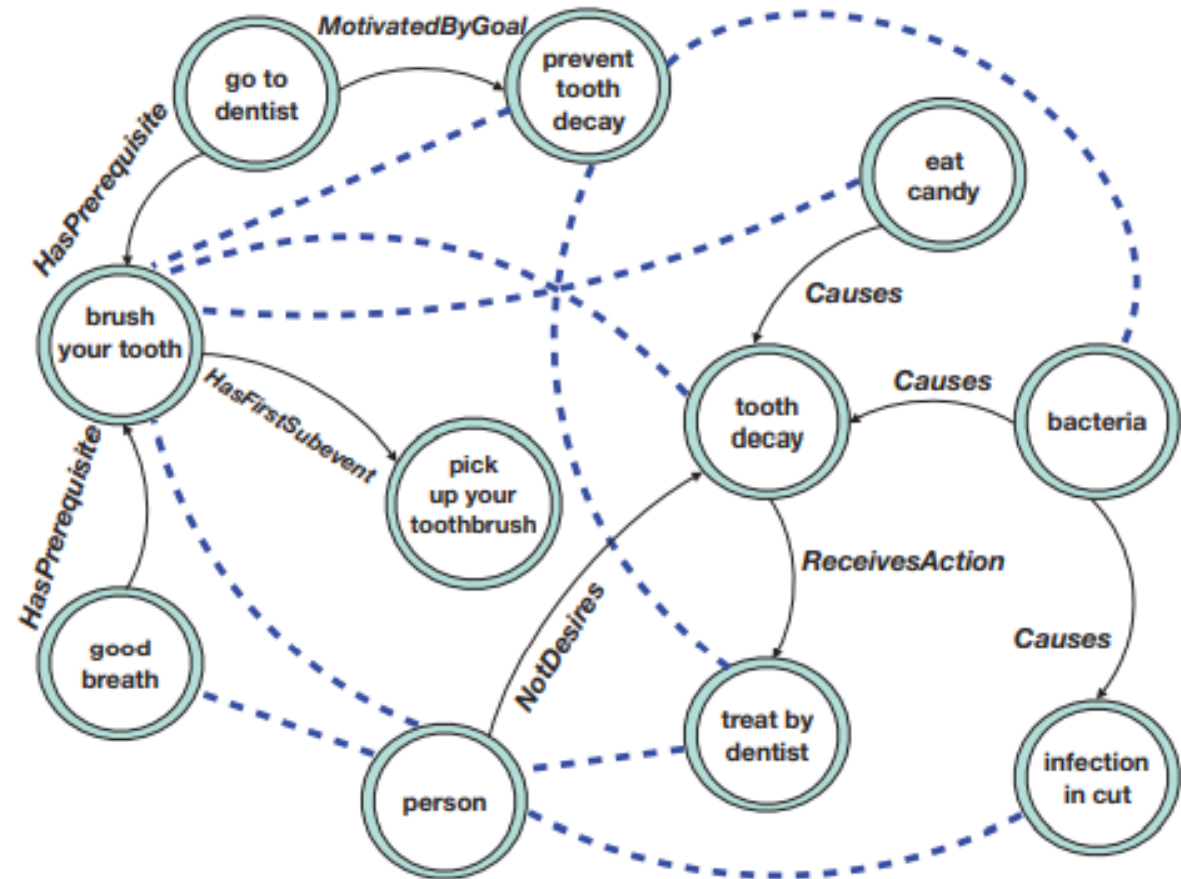 MotivatedByGoal
go to
dentist
prevent
tooth
decay
eat
candy
HasPrerequisite
brush
your tooth
Causes
HasFirstSubevent
tooth
decay
Causes
bacteria
pick
up your
toothbrush
HasPrerequisite
ReceivesAction
good
breath
NotDesires
Causes
treat by
dentist
infection
in cut
person